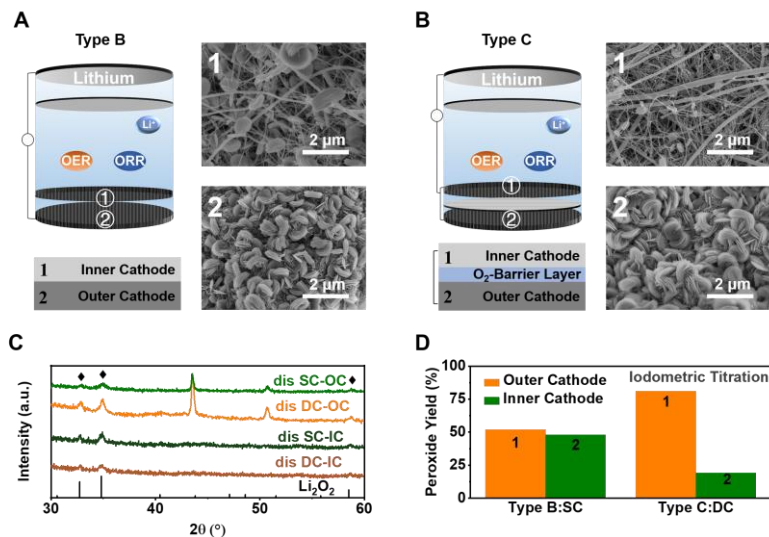 A
Type B
Lithium
Li⁺
OER
ORR
①
②
1 Inner Cathode
2 Outer Cathode
1
2 μm
2
2 μm
B
Type C
Lithium
Li⁺
OER
ORR
①
②
1 Inner Cathode
O₂-Barrier Layer
2 Outer Cathode
1
2 μm
2
2 μm
C
Intensity (a.u.)
dis SC-OC
dis DC-OC
dis SC-IC
dis DC-IC
Li₂O₂
30 40 50 60
2θ (°)
D
Peroxide Yield (%)
100
75
50
25
0
Outer Cathode
Inner Cathode
Iodometric Titration
1
2
1
2
Type B:SC Type C:DC